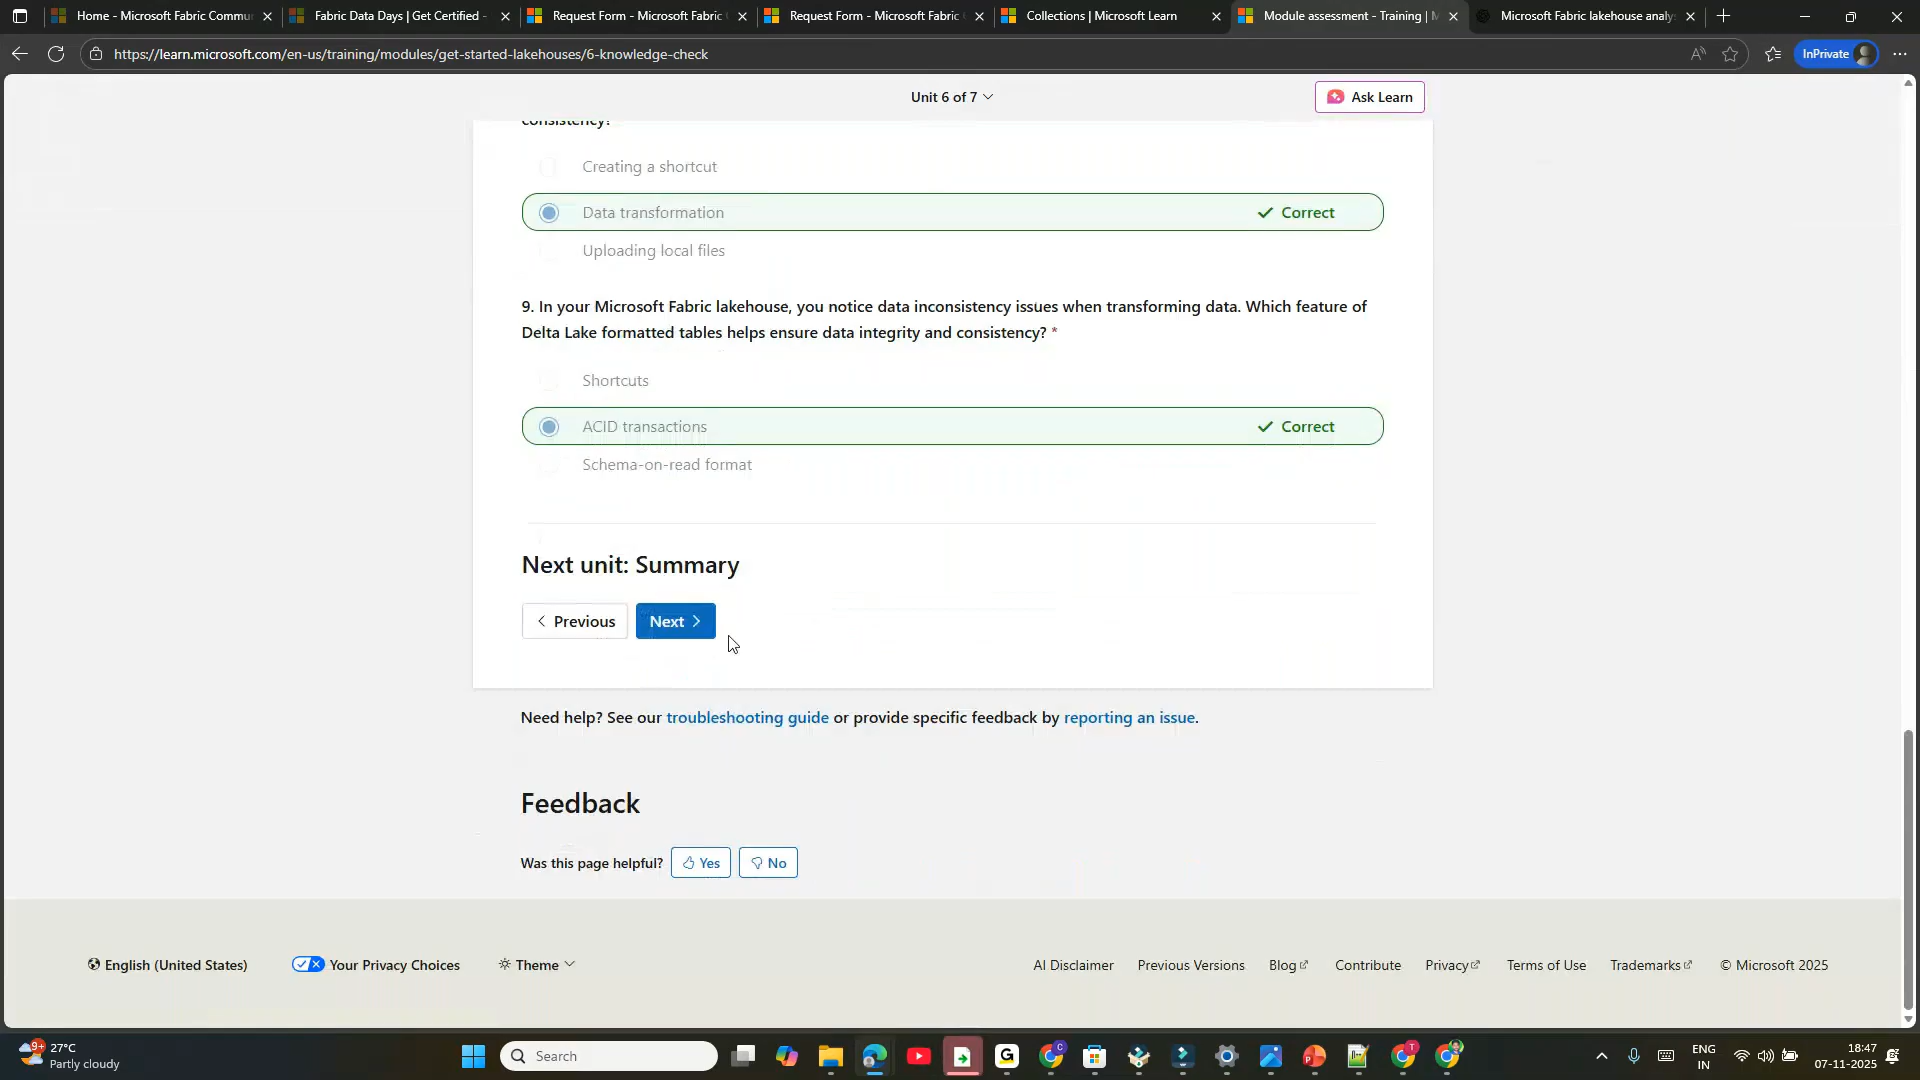 Home - Microsoft Fabric Commu
Fabric Data Days | Get Certified -
Request Form - Microsoft Fabric
Request Form - Microsoft Fabric
Collections | Microsoft Learn
Module assessment - Training | M
Microsoft Fabric lakehouse analy
https://learn.microsoft.com/en-us/training/modules/get-started-lakehouses/6-knowledge-check
InPrivate
Unit 6 of 7
Ask Learn
consistency?
Creating a shortcut
Data transformation
Correct
Uploading local files
9. In your Microsoft Fabric lakehouse, you notice data inconsistency issues when transforming data. Which feature of
Delta Lake formatted tables helps ensure data integrity and consistency? *
Shortcuts
ACID transactions
Correct
Schema-on-read format
Next unit: Summary
Previous
Next
Need help? See our troubleshooting guide or provide specific feedback by reporting an issue.
Feedback
Was this page helpful?
Yes
No
English (United States)
Your Privacy Choices
Theme
AI Disclaimer
Previous Versions
Blog
Contribute
Privacy
Terms of Use
Trademarks
© Microsoft 2025
9+
27°C
Partly cloudy
Search
ENG
IN
18:47
07-11-2025